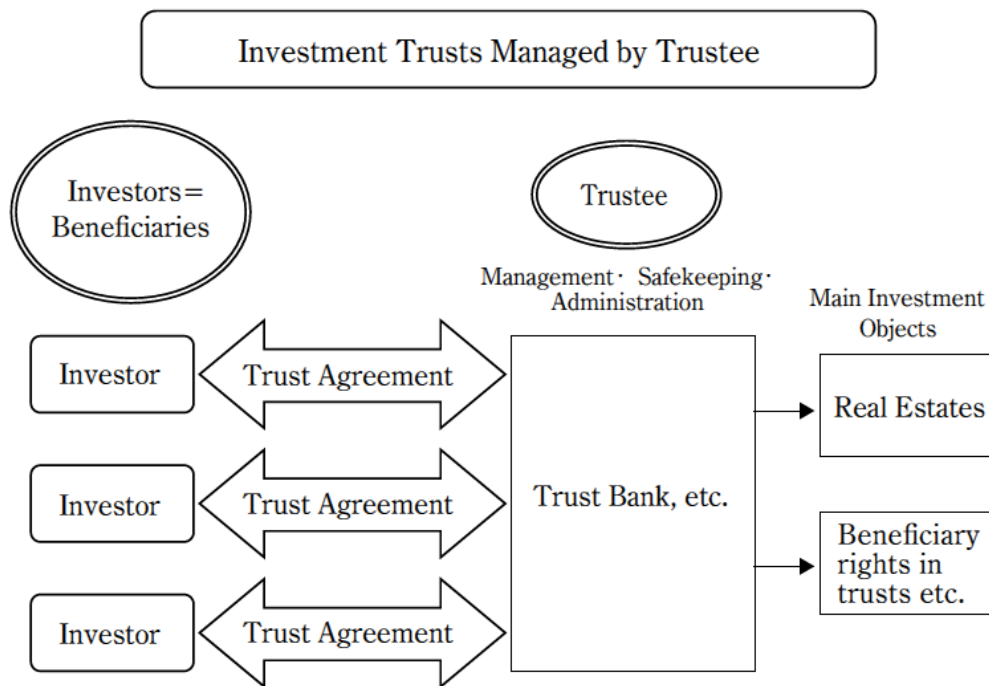 Investment Trusts Managed by Trustee
Investors=
Beneficiaries
Trustee
Management· Safekeeping·
Administration
Main Investment
Objects
Investor
Trust Agreement
Real Estates
Investor
Trust Agreement
Trust Bank, etc.
Beneficiary
rights in
trusts etc.
Investor
Trust Agreement